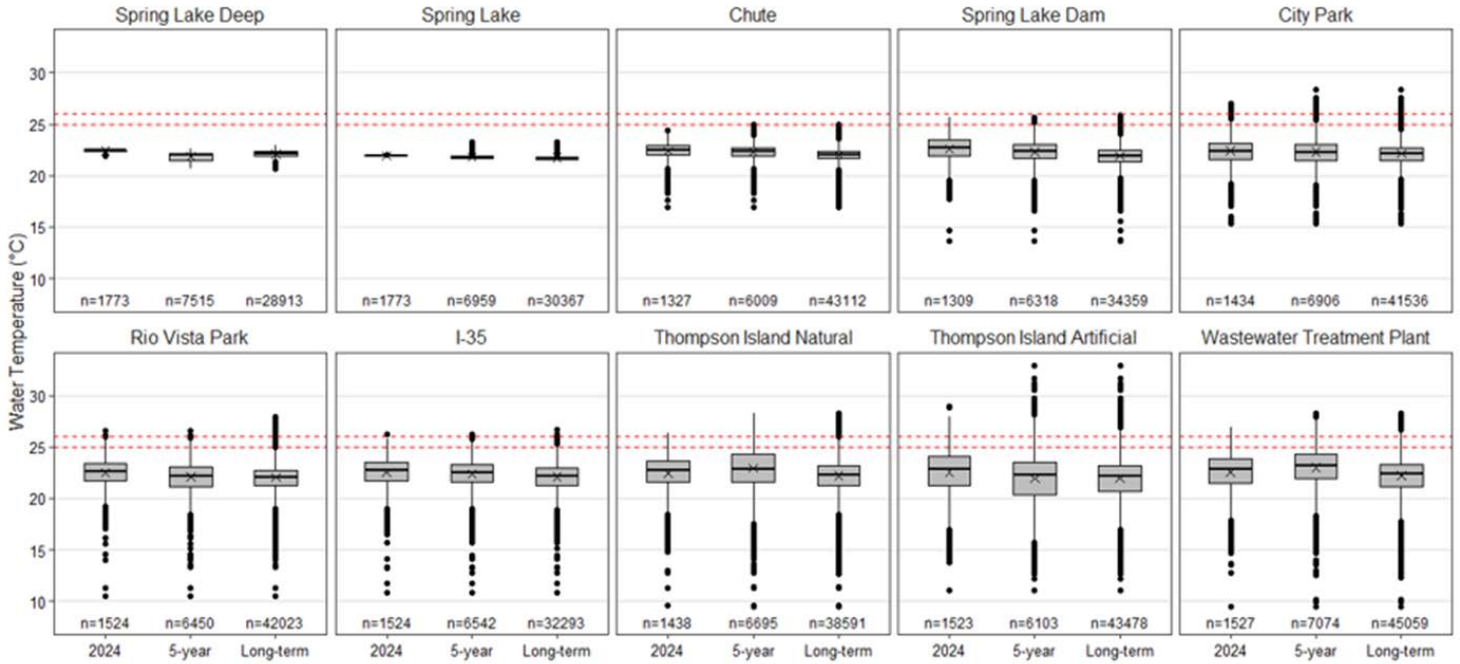 Spring Lake Deep Spring Lake Chute Spring Lake Dam City Park
30
25
20
15
10
n=1773 n=7515 n=28913 n=1773 n=6959 n=30367 n=1327 n=6009 n=43112 n=1309 n=6318 n=34359 n=1434 n=6906 n=41536
Water Temperature (°C)
Rio Vista Park I-35 Thompson Island Natural Thompson Island Artificial Wastewater Treatment Plant
30
25
20
15
10
n=1524 n=6450 n=42023 n=1524 n=6542 n=32293 n=1438 n=6695 n=38591 n=1523 n=6103 n=43478 n=1527 n=7074 n=45059
2024 5-year Long-term 2024 5-year Long-term 2024 5-year Long-term 2024 5-year Long-term 2024 5-year Long-term